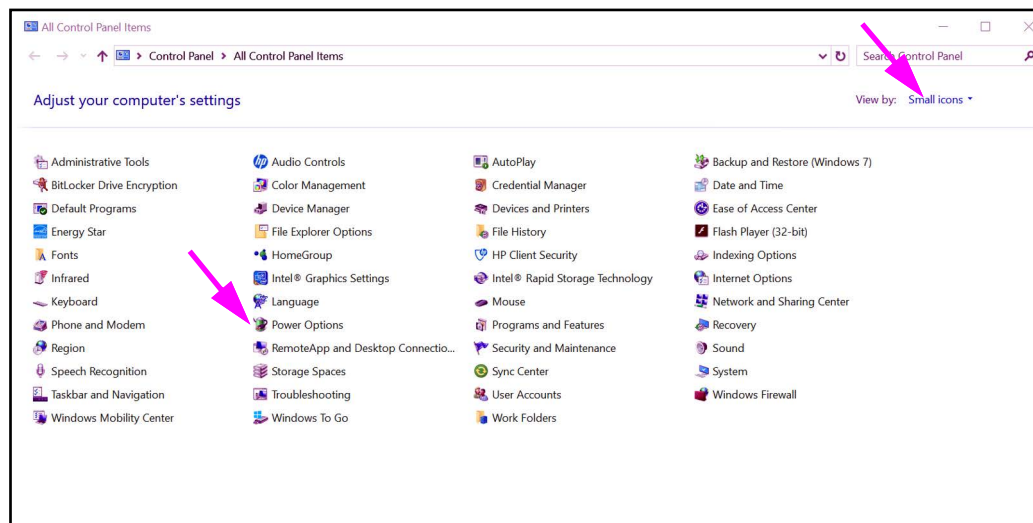 All Control Panel Items
Control Panel > All Control Panel Items
Search Control Panel
Adjust your computer's settings
View by: Small icons
Administrative Tools Audio Controls AutoPlay Backup and Restore (Windows 7)
BitLocker Drive Encryption Color Management Credential Manager Date and Time
Default Programs Device Manager Devices and Printers Ease of Access Center
Energy Star File Explorer Options File History Flash Player (32-bit)
Fonts HomeGroup HP Client Security Indexing Options
Infrared Intel® Graphics Settings Intel® Rapid Storage Technology Internet Options
Keyboard Language Mouse Network and Sharing Center
Phone and Modem Power Options Programs and Features Recovery
Region RemoteApp and Desktop Connectio... Security and Maintenance Sound
Speech Recognition Storage Spaces Sync Center System
Taskbar and Navigation Troubleshooting User Accounts Windows Firewall
Windows Mobility Center Windows To Go Work Folders